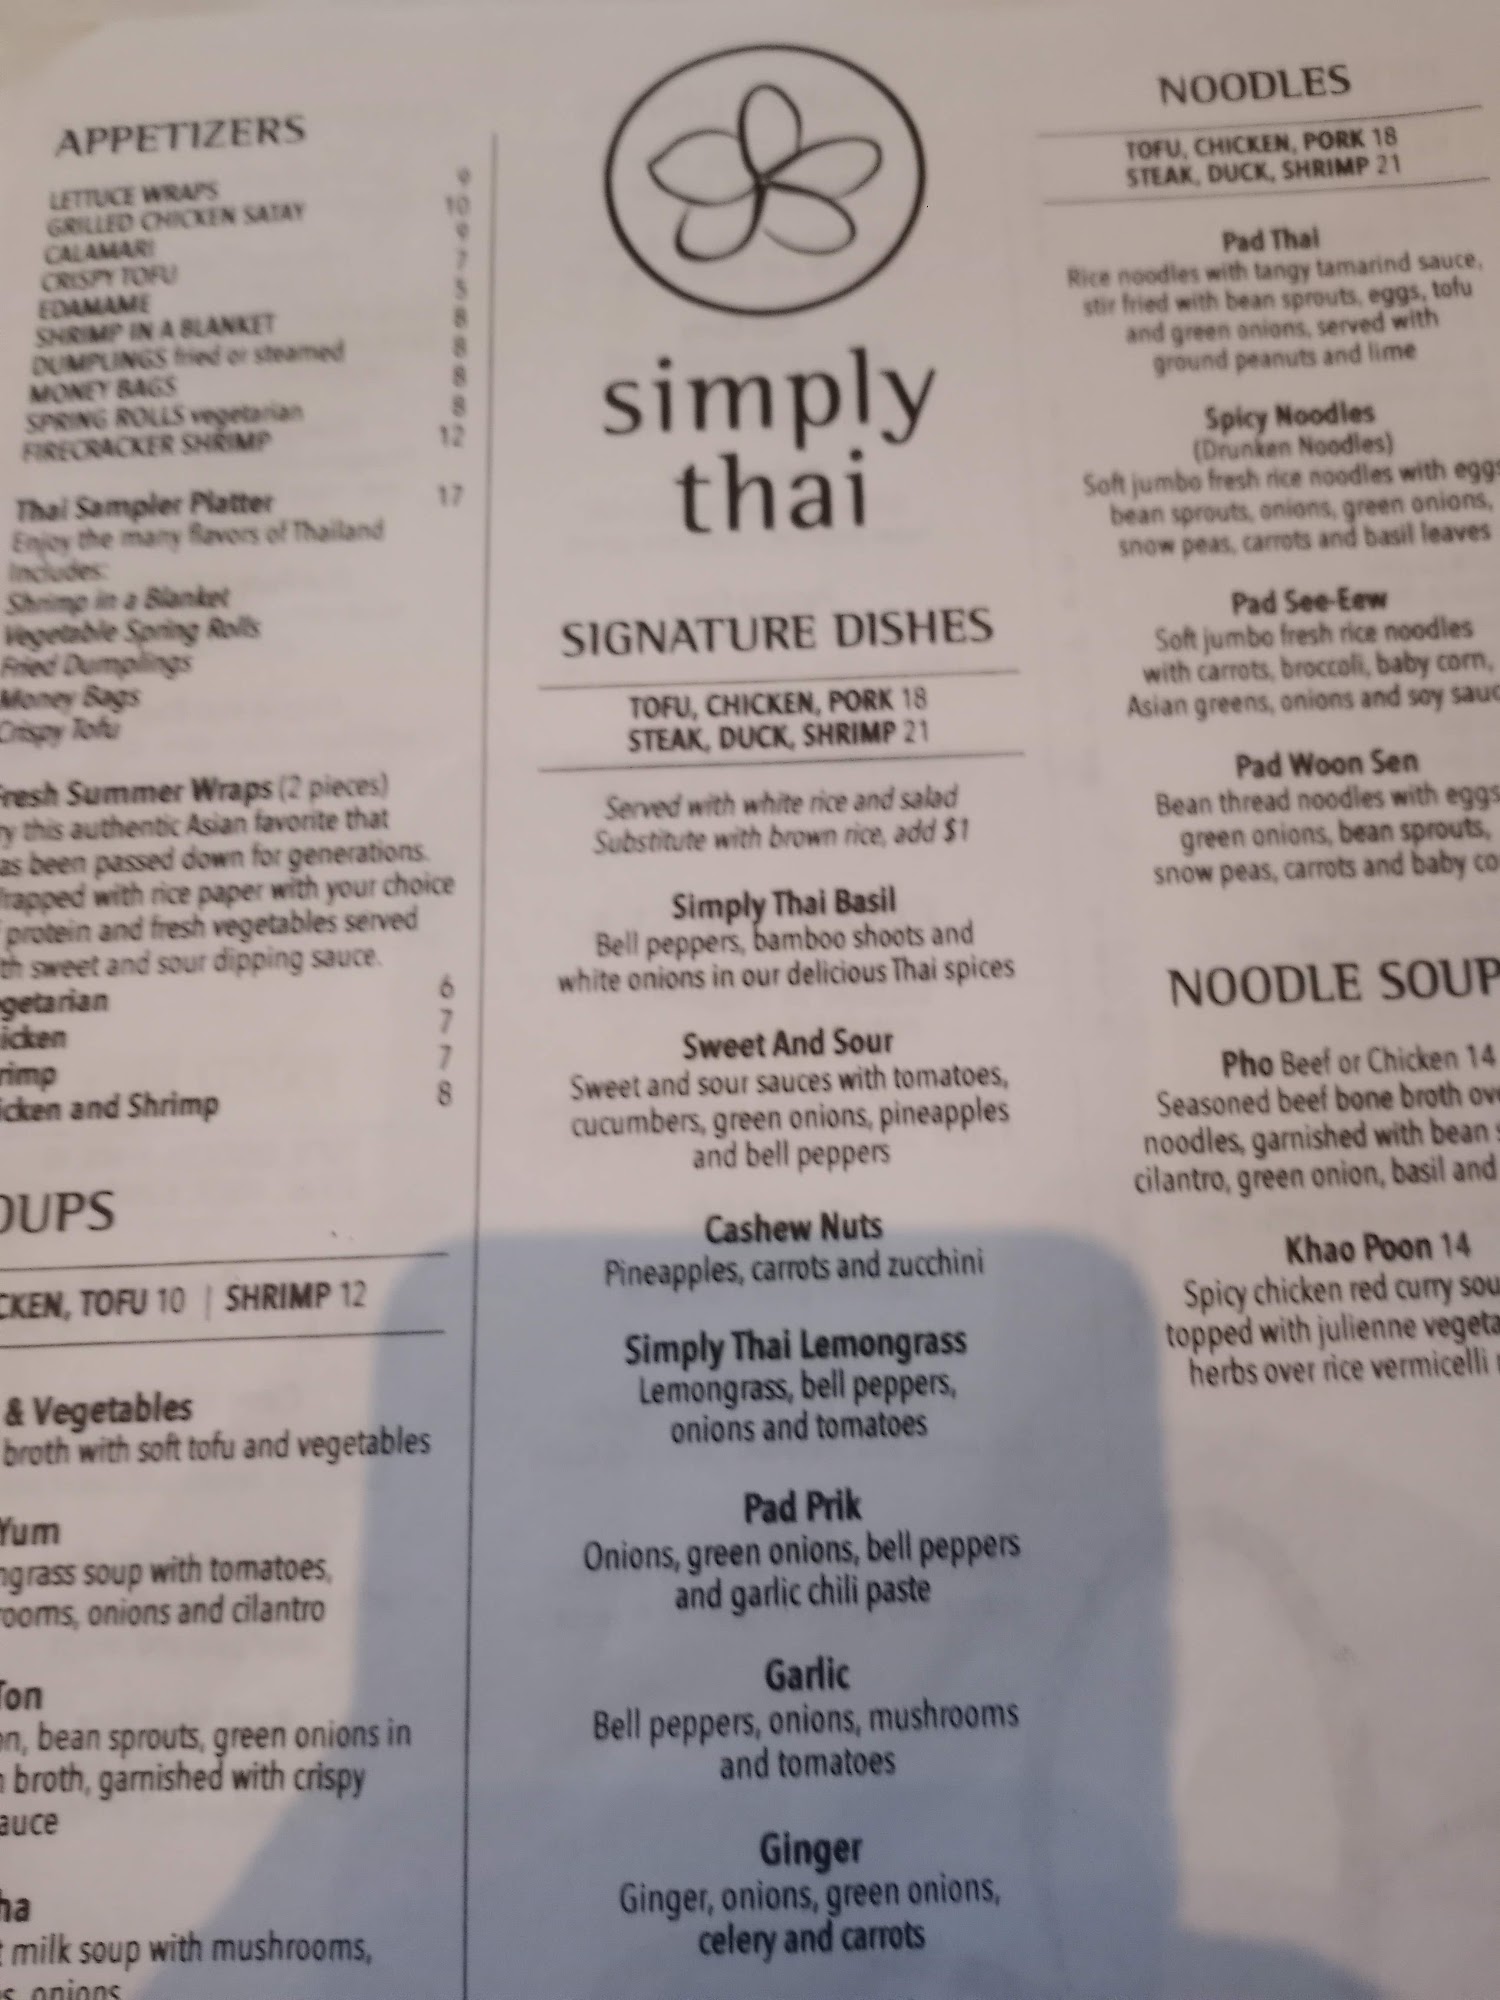 APPETIZERS
LETTUCE WRAPS 9
GRILLED CHICKEN SATAY 10
CALAMARI 9
CRISPY TOFU 7
EDAMAME 5
SHRIMP IN A BLANKET 8
DUMPLINGS fried or steamed 8
MONEY BAGS 8
SPRING ROLLS vegetarian 8
FIRECRACKER SHRIMP 12
Thai Sampler Platter 17
Enjoy the many flavors of Thailand
Includes:
Shrimp in a Blanket
Vegetable Spring Rolls
Fried Dumplings
Money Bags
Crispy Tofu
resh Summer Wraps (2 pieces)
ry this authentic Asian favorite that
as been passed down for generations.
rapped with rice paper with your choice
protein and fresh vegetables served
th sweet and sour dipping sauce.
getarian 6
icken 7
rimp 7
icken and Shrimp 8
OUPS
CKEN, TOFU 10 | SHRIMP 12
& Vegetables
broth with soft tofu and vegetables
Yum
ngrass soup with tomatoes,
ooms, onions and cilantro
Ton
on, bean sprouts, green onions in
broth, garnished with crispy
auce
ha
milk soup with mushrooms,
s, onions
simply
thai
SIGNATURE DISHES
TOFU, CHICKEN, PORK 18
STEAK, DUCK, SHRIMP 21
Served with white rice and salad
Substitute with brown rice, add $1
Simply Thai Basil
Bell peppers, bamboo shoots and
white onions in our delicious Thai spices
Sweet And Sour
Sweet and sour sauces with tomatoes,
cucumbers, green onions, pineapples
and bell peppers
Cashew Nuts
Pineapples, carrots and zucchini
Simply Thai Lemongrass
Lemongrass, bell peppers,
onions and tomatoes
Pad Prik
Onions, green onions, bell peppers
and garlic chili paste
Garlic
Bell peppers, onions, mushrooms
and tomatoes
Ginger
Ginger, onions, green onions,
celery and carrots
NOODLES
TOFU, CHICKEN, PORK 18
STEAK, DUCK, SHRIMP 21
Pad Thai
Rice noodles with tangy tamarind sauce,
stir fried with bean sprouts, eggs, tofu
and green onions, served with
ground peanuts and lime
Spicy Noodles
(Drunken Noodles)
Soft jumbo fresh rice noodles with eggs
bean sprouts, onions, green onions,
snow peas, carrots and basil leaves
Pad See-Eew
Soft jumbo fresh rice noodles
with carrots, broccoli, baby corn,
Asian greens, onions and soy sauc
Pad Woon Sen
Bean thread noodles with eggs
green onions, bean sprouts,
snow peas, carrots and baby co
NOODLE SOUP
Pho Beef or Chicken 14
Seasoned beef bone broth ove
noodles, garnished with bean s
cilantro, green onion, basil and
Khao Poon 14
Spicy chicken red curry sou
topped with julienne vegeta
herbs over rice vermicelli